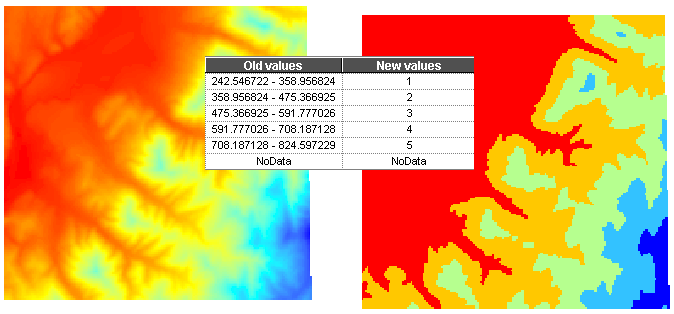 Old values New values
242.546722 - 358.956824 1
358.956824 - 475.366925 2
475.366925 - 591.777026 3
591.777026 - 708.187128 4
708.187128 - 824.597229 5
NoData NoData